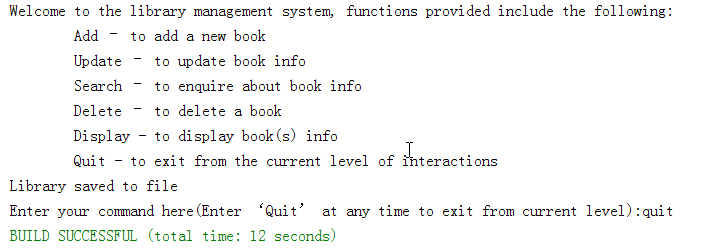 Welcome to the library management system, functions provided include the following:
Add - to add a new book
Update - to update book info
Search - to enquire about book info
Delete - to delete a book
Display - to display book(s) info
Quit - to exit from the current level of interactions
Library saved to file
Enter your command here(Enter ‘Quit’ at any time to exit from current level):quit
BUILD SUCCESSFUL (total time: 12 seconds)